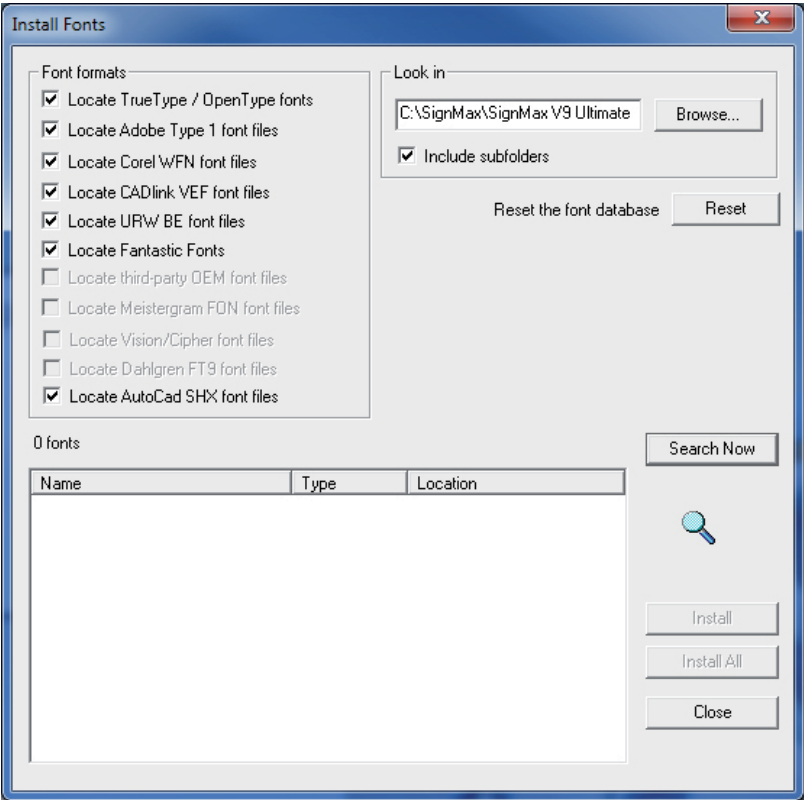 Install Fonts
Font formats
Locate TrueType / OpenType fonts
Locate Adobe Type 1 font files
Locate Corel WFN font files
Locate CADlink VEF font files
Locate URW BE font files
Locate Fantastic Fonts
Locate third-party OEM font files
Locate Meistergram FON font files
Locate Vision/Cipher font files
Locate Dahlgren FT9 font files
Locate AutoCad SHX font files
Look in
C:\SignMax\SignMax V9 Ultimate
Browse...
Include subfolders
Reset the font database
Reset
0 fonts
Search Now
Name Type Location
Install
Install All
Close